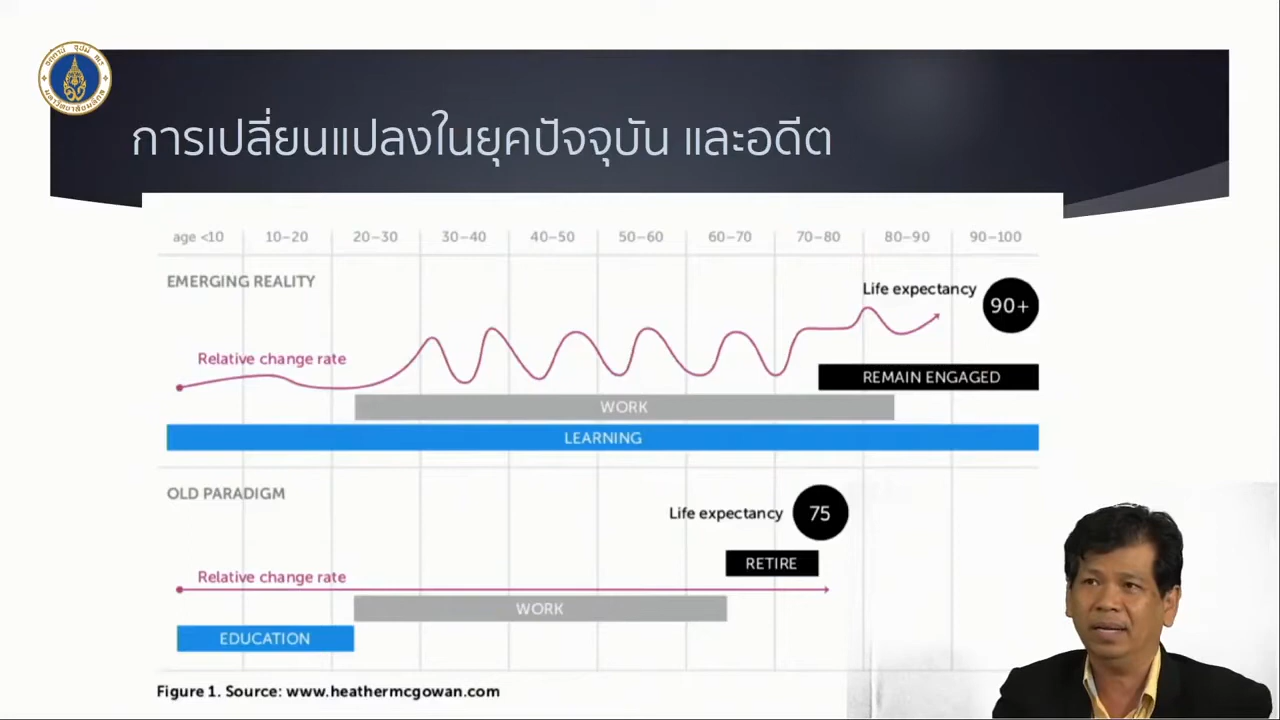 การเปลี่ยนแปลงในยุคปัจจุบัน และอดีต
age <10 10–20 20–30 30–40 40–50 50–60 60–70 70–80 80–90 90–100
EMERGING REALITY
Life expectancy 90+
Relative change rate
REMAIN ENGAGED
WORK
LEARNING
OLD PARADIGM
Life expectancy 75
RETIRE
Relative change rate
WORK
EDUCATION
Figure 1. Source: www.heathermcgowan.com